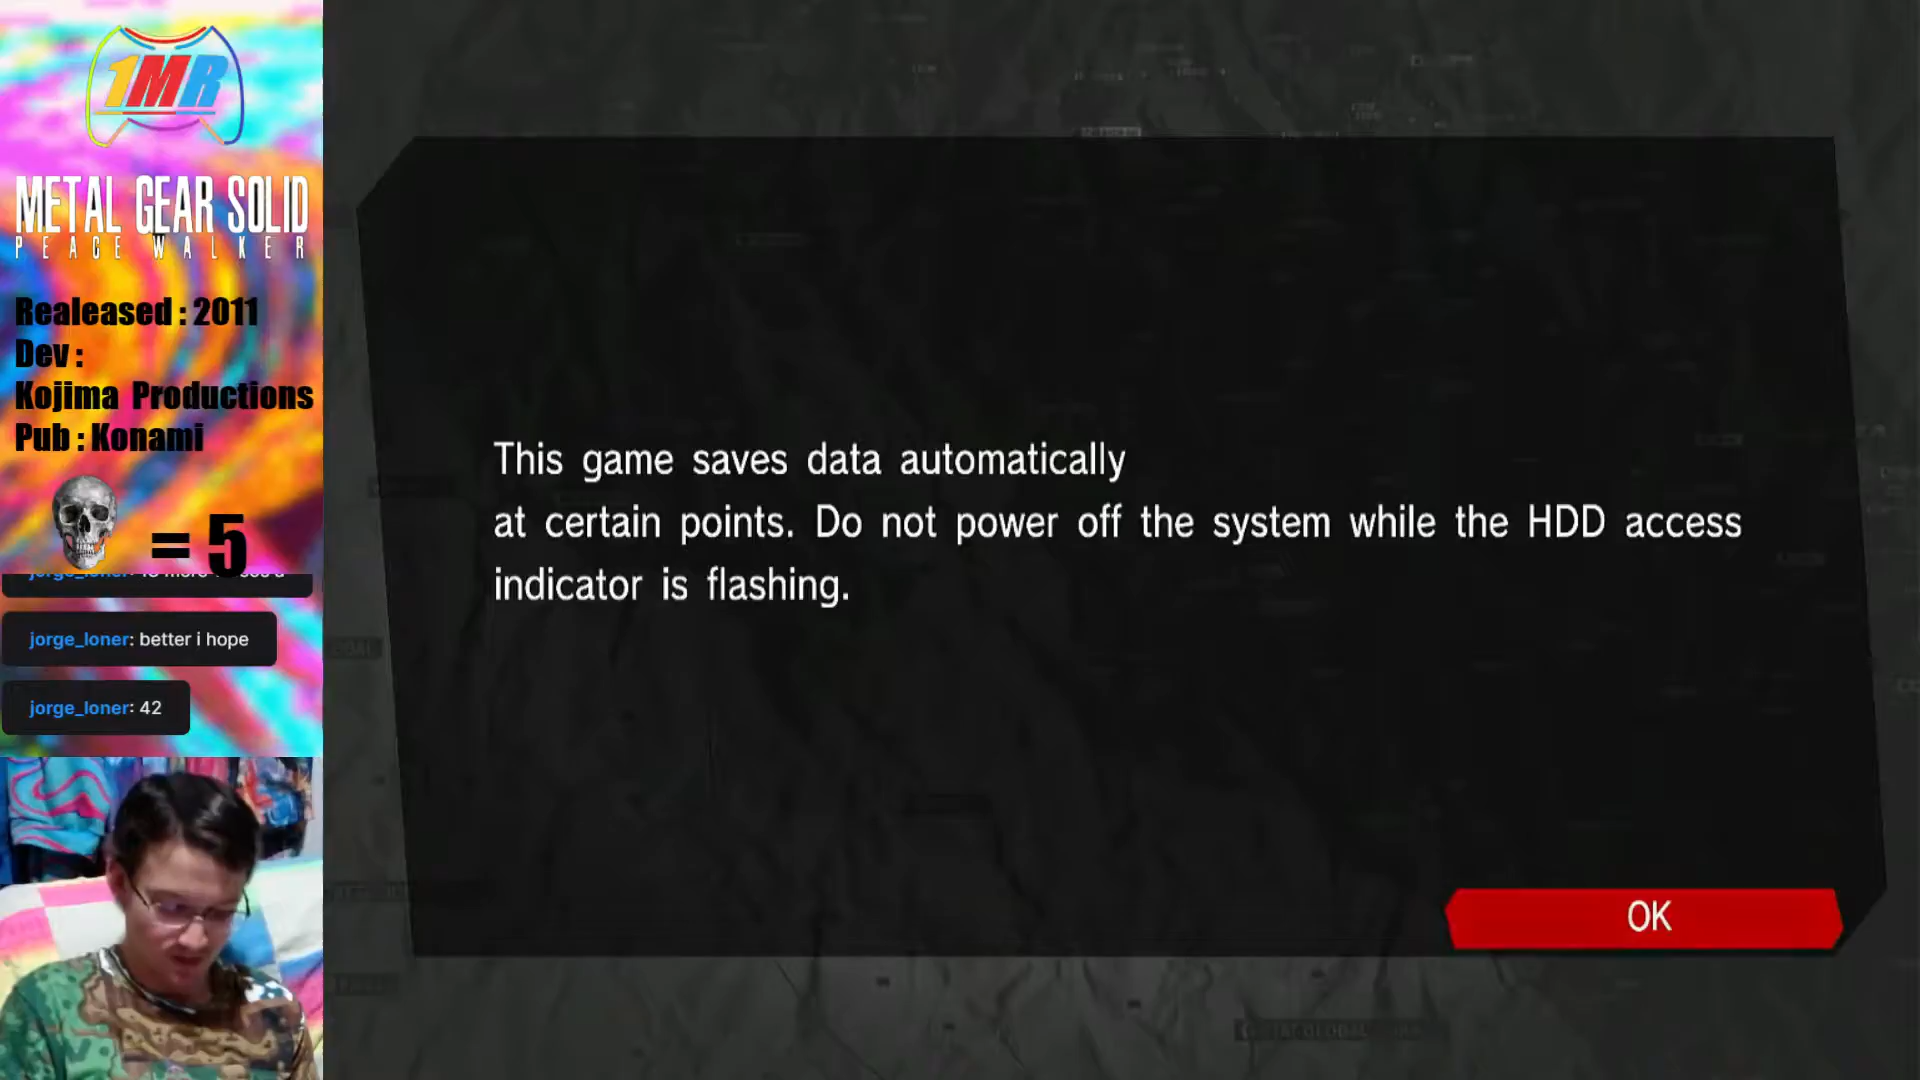 1MR
METAL GEAR SOLID
PEACE WALKER
Realeased : 2011
Dev :
Kojima Productions
Pub : Konami
= 5
jorge_loner: better i hope
jorge_loner: 42
This game saves data automatically
at certain points. Do not power off the system while the HDD access
indicator is flashing.
OK